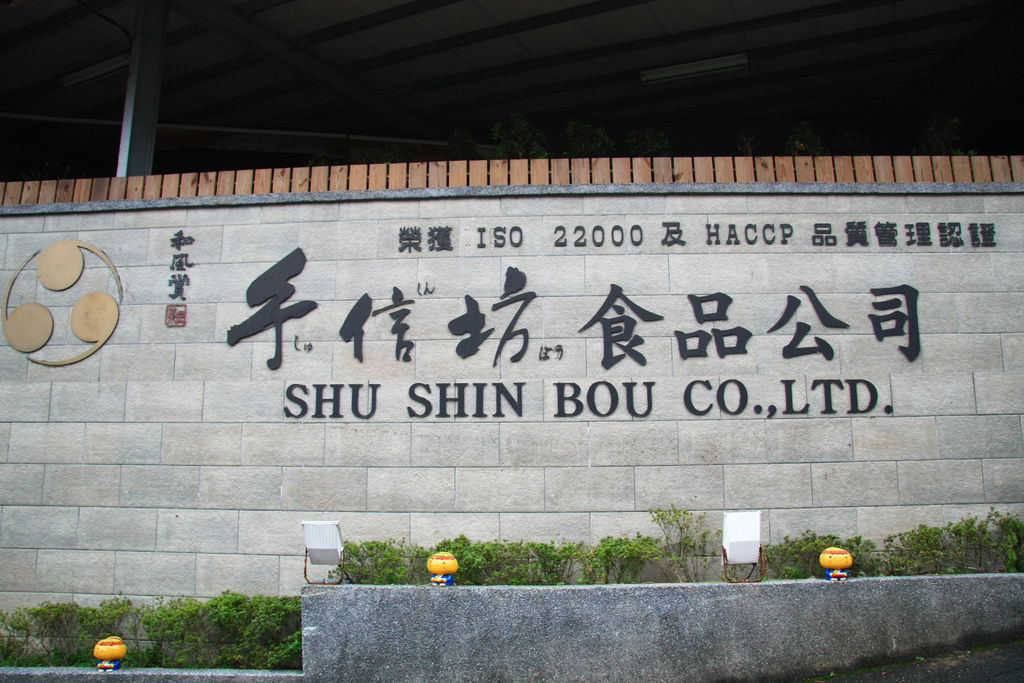 榮獲 ISO 22000 及 HACCP 品質管理認證
和風賞
手信坊食品公司
しゅ しん ぼう
SHU SHIN BOU CO.,LTD.